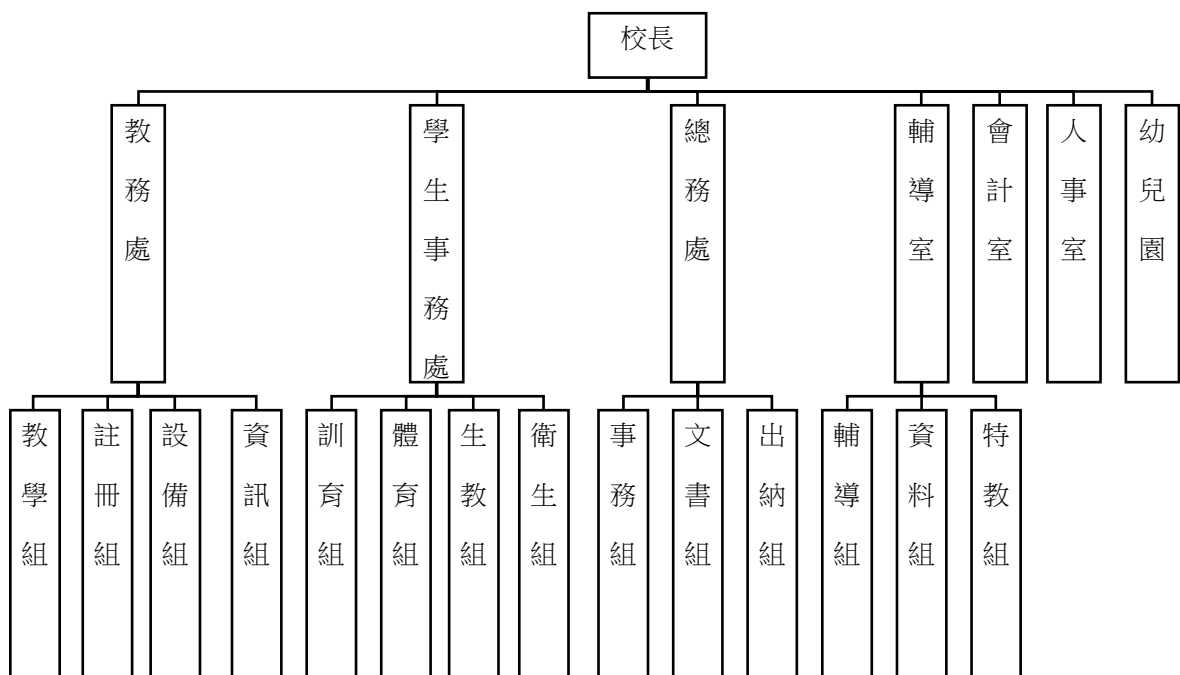 校長
教務處
學生事務處
總務處
輔導室
會計室
人事室
幼兒園
教學組
註冊組
設備組
資訊組
訓育組
體育組
生教組
衛生組
事務組
文書組
出納組
輔導組
資料組
特教組